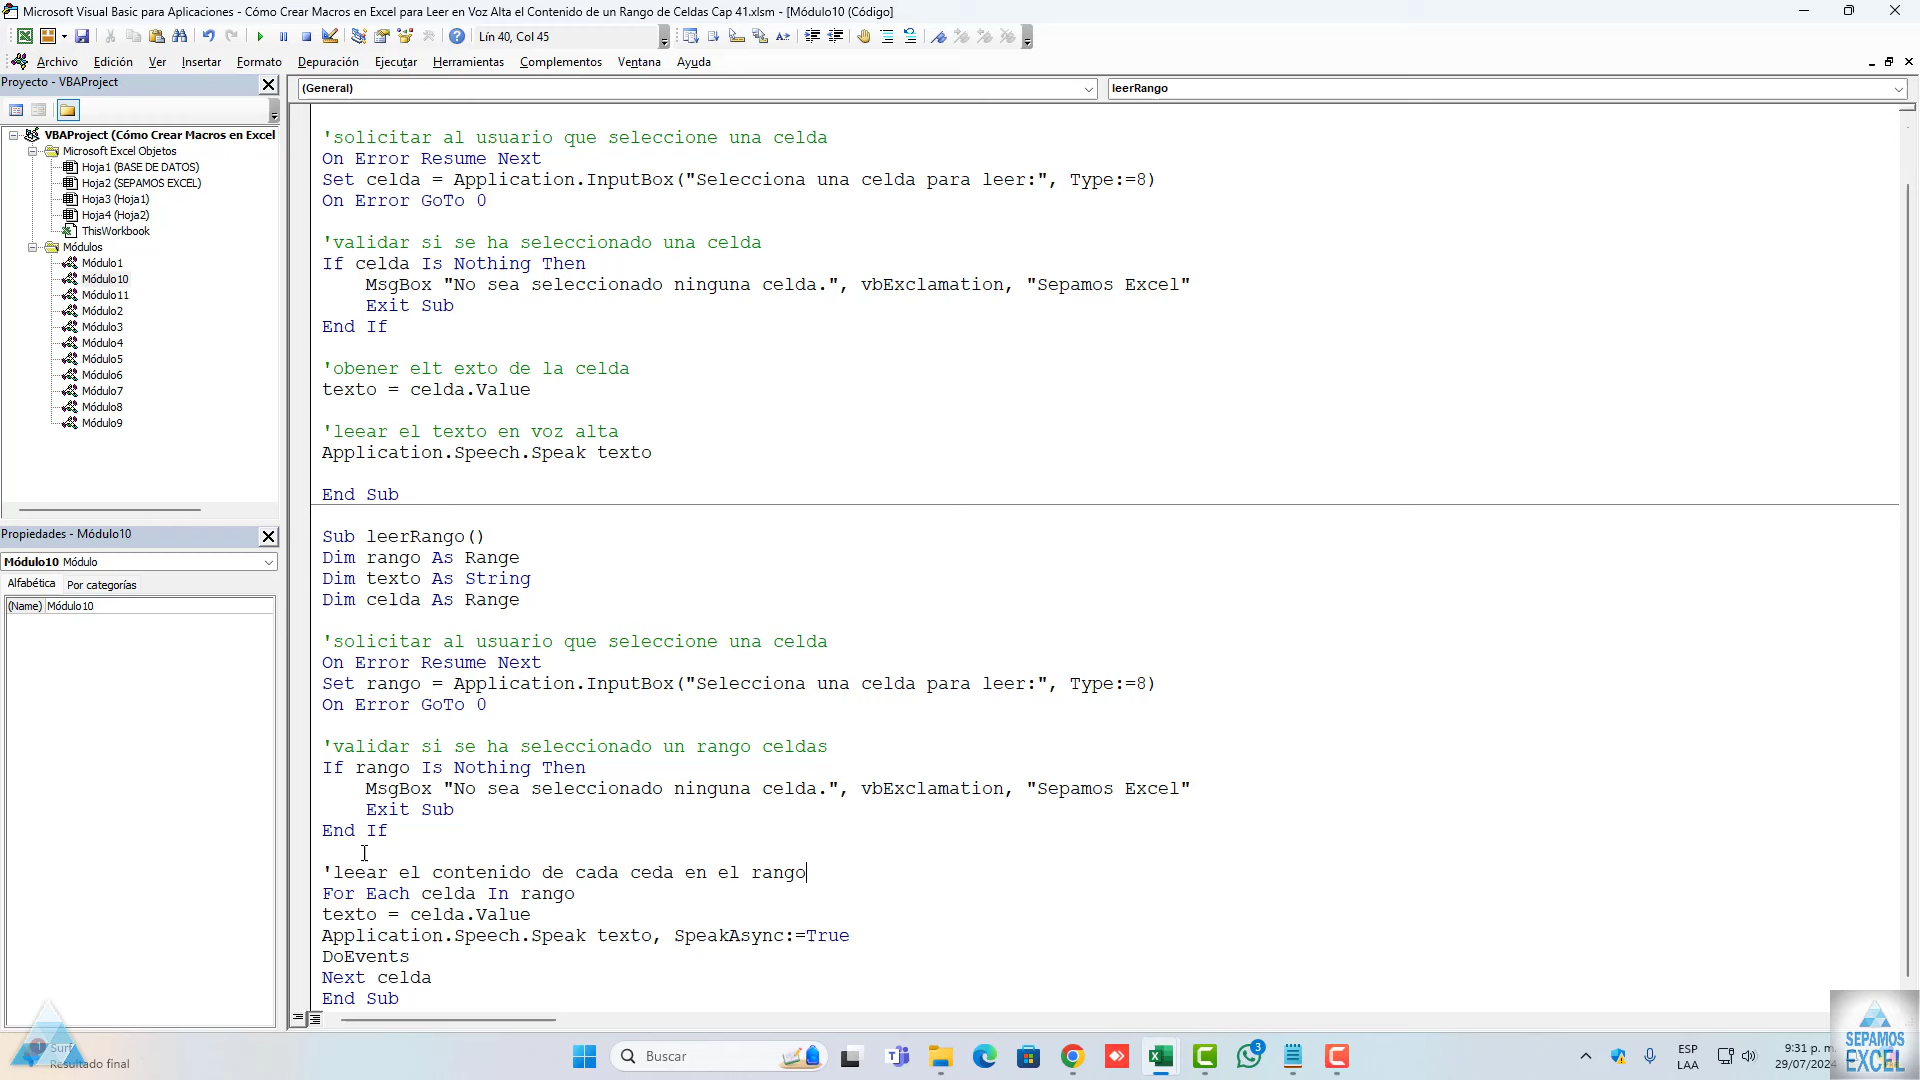 Microsoft Visual Basic para Aplicaciones - Cómo Crear Macros en Excel para Leer en Voz Alta el Contenido de un Rango de Celdas Cap 41.xlsm - [Módulo10 (Código)]
Lín 40, Col 45
Archivo Edición Ver Insertar Formato Depuración Ejecutar Herramientas Complementos Ventana Ayuda
Proyecto - VBAProject
(General) leerRango
VBAProject (Cómo Crear Macros en Excel
Microsoft Excel Objetos
Hoja1 (BASE DE DATOS)
Hoja2 (SEPAMOS EXCEL)
Hoja3 (Hoja1)
Hoja4 (Hoja2)
ThisWorkbook
Módulos
Módulo1
Módulo10
Módulo11
Módulo2
Módulo3
Módulo4
Módulo5
Módulo6
Módulo7
Módulo8
Módulo9
Propiedades - Módulo10
Módulo10 Módulo
Alfabética Por categorías
(Name) Módulo10
'solicitar al usuario que seleccione una celda
On Error Resume Next
Set celda = Application.InputBox("Selecciona una celda para leer:", Type:=8)
On Error GoTo 0
'validar si se ha seleccionado una celda
If celda Is Nothing Then
MsgBox "No sea seleccionado ninguna celda.", vbExclamation, "Sepamos Excel"
Exit Sub
End If
'obener elt exto de la celda
texto = celda.Value
'leear el texto en voz alta
Application.Speech.Speak texto
End Sub
Sub leerRango()
Dim rango As Range
Dim texto As String
Dim celda As Range
'solicitar al usuario que seleccione una celda
On Error Resume Next
Set rango = Application.InputBox("Selecciona una celda para leer:", Type:=8)
On Error GoTo 0
'validar si se ha seleccionado un rango celdas
If rango Is Nothing Then
MsgBox "No sea seleccionado ninguna celda.", vbExclamation, "Sepamos Excel"
Exit Sub
End If
'leear el contenido de cada ceda en el rango
For Each celda In rango
texto = celda.Value
Application.Speech.Speak texto, SpeakAsync:=True
DoEvents
Next celda
End Sub
Surf
Resultado final
Buscar
3
ESP
LAA
9:31 p. m.
29/07/2024
SEPAMOS
EXCEL